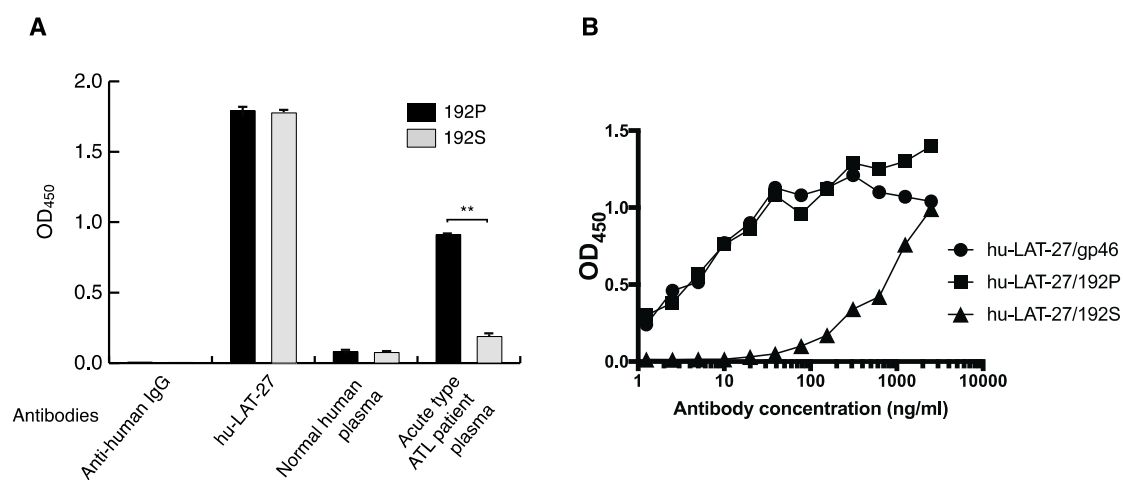 A
2.0
1.5
1.0
0.5
0.0
OD450
192P
192S
**
Antibodies
Anti-human IgG
hu-LAT-27
Normal human
plasma
Acute type
ATL patient
plasma
B
1.5
1.0
0.5
0.0
OD450
1
10
100
1000
10000
Antibody concentration (ng/ml)
hu-LAT-27/gp46
hu-LAT-27/192P
hu-LAT-27/192S